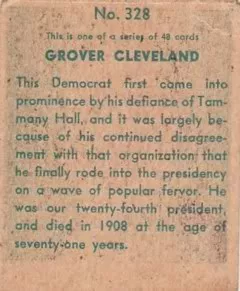 No. 328
This is one of a series of 48 cards
GROVER CLEVELAND
This Democrat first came into
prominence by his defiance of Tam-
many Hall, and it was largely be-
cause of his continued disagree-
ment with that organization that
he finally rode into the presidency
on a wave of popular fervor. He
was our twenty-fourth president,
and died in 1908 at the age of
seventy-one years.